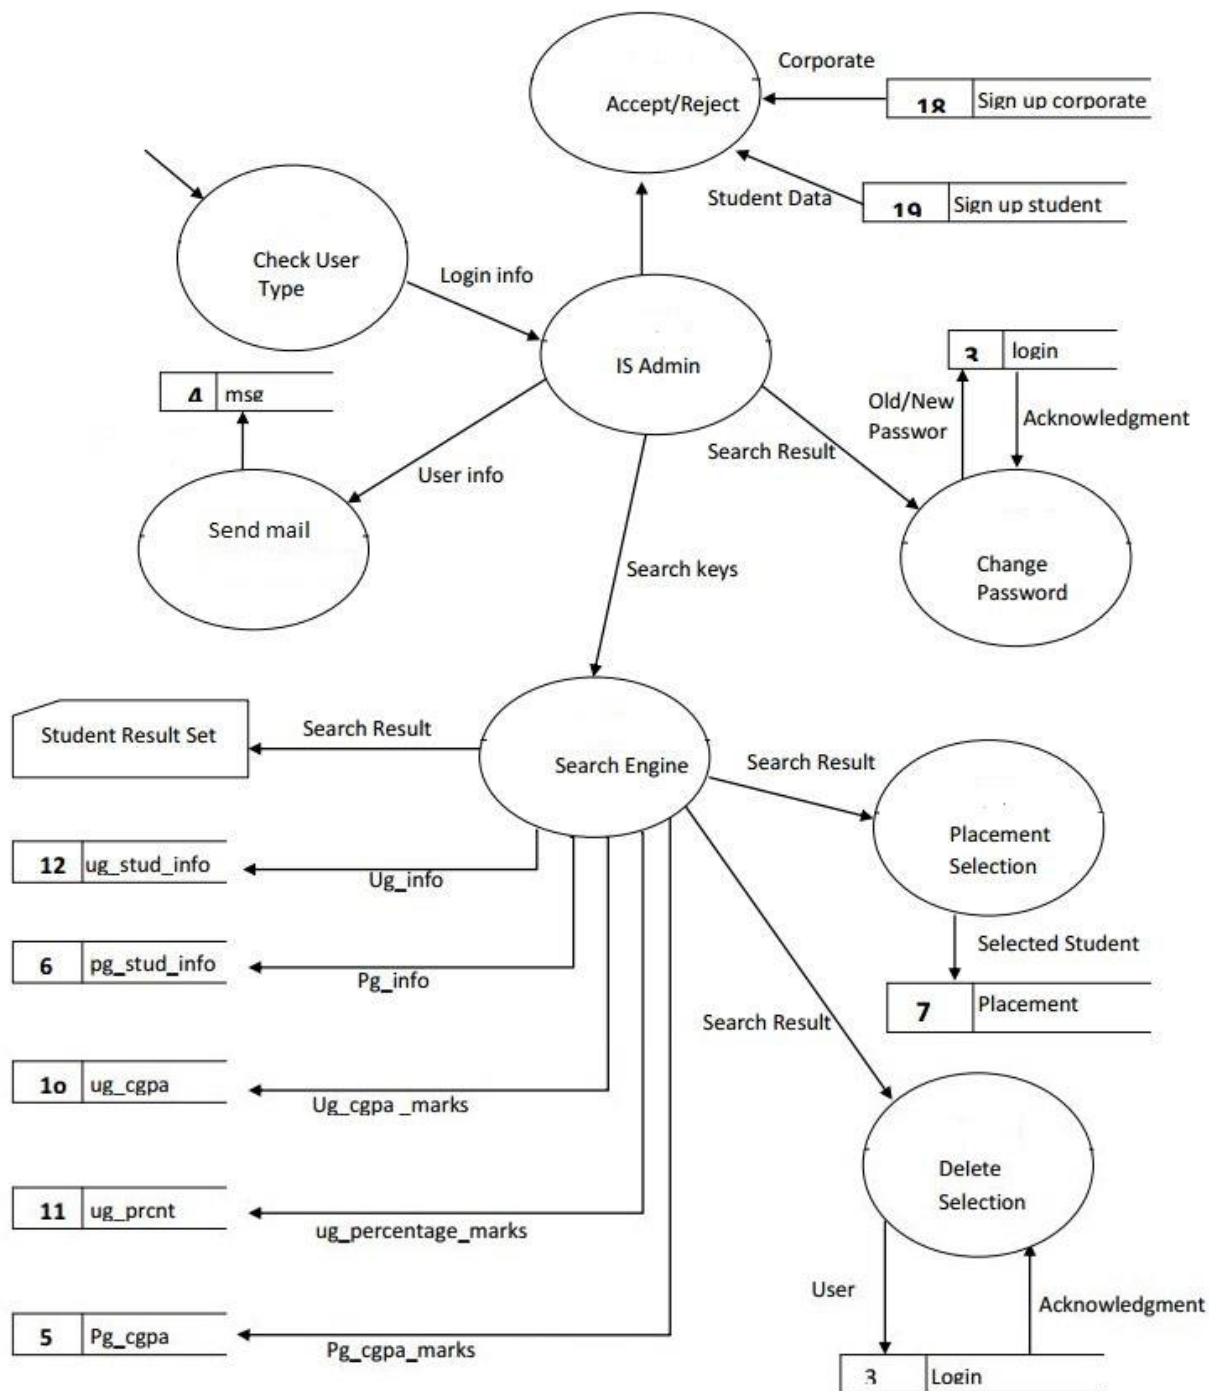 Corporate
Accept/Reject
18 Sign up corporate
Student Data
19 Sign up student
Check User
Type
Login info
IS Admin
3 login
4 msg
Old/New
Passwor
Acknowledgment
Search Result
User info
Send mail
Search keys
Change
Password
Student Result Set
Search Result
Search Engine
Search Result
Placement
Selection
12 ug_stud_info
Ug_info
Selected Student
6 pg_stud_info
Pg_info
7 Placement
Search Result
1o ug_cgpa
Ug_cgpa _marks
Delete
Selection
11 ug_prcnt
ug_percentage_marks
User
Acknowledgment
5 Pg_cgpa
Pg_cgpa_marks
3 Login